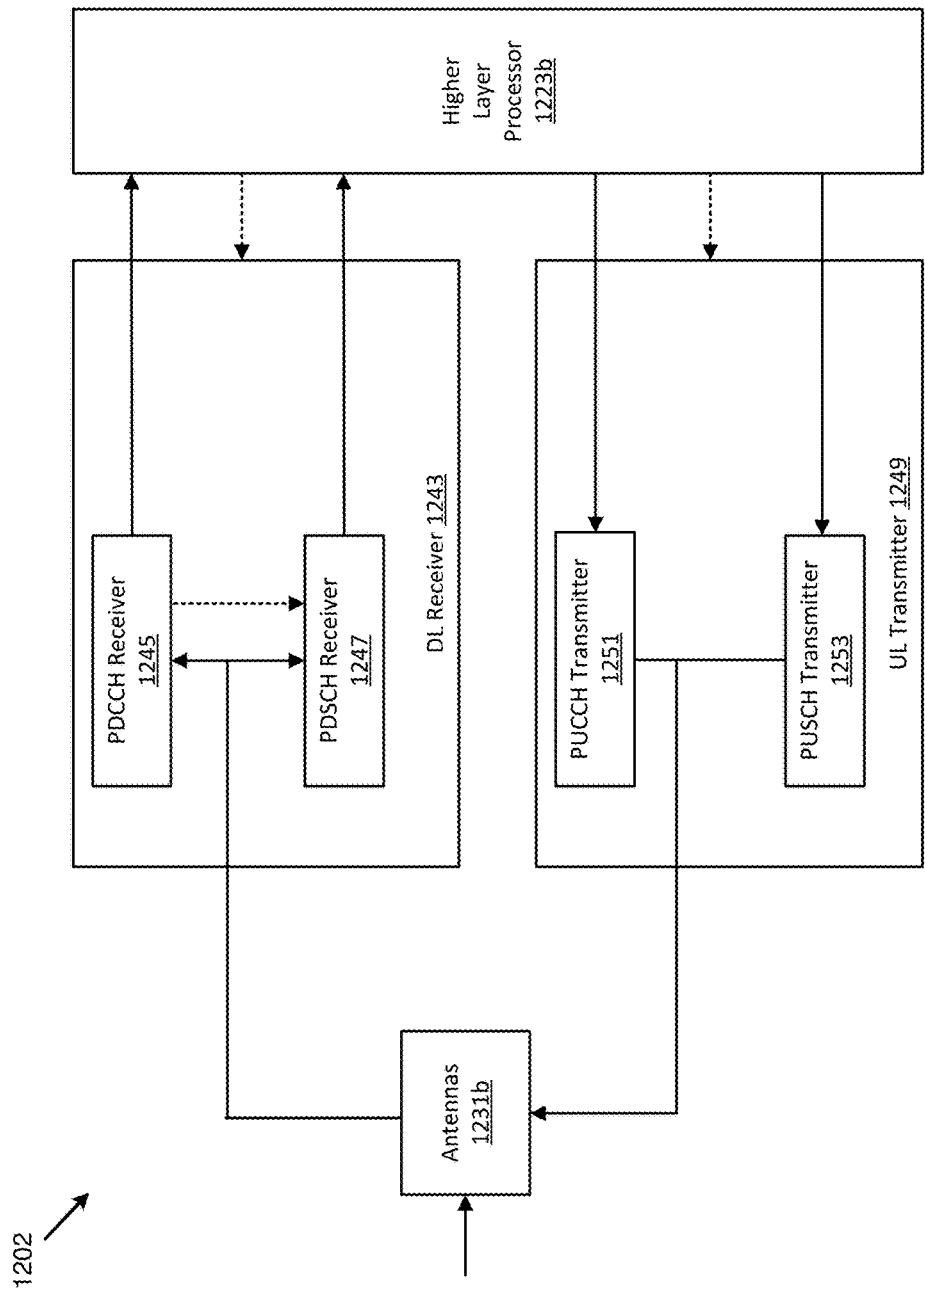 1202
Antennas
1231b
PDCCH Receiver
1245
PDSCH Receiver
1247
DL Receiver 1243
PUCCH Transmitter
1251
PUSCH Transmitter
1253
UL Transmitter 1249
Higher
Layer
Processor
1223b